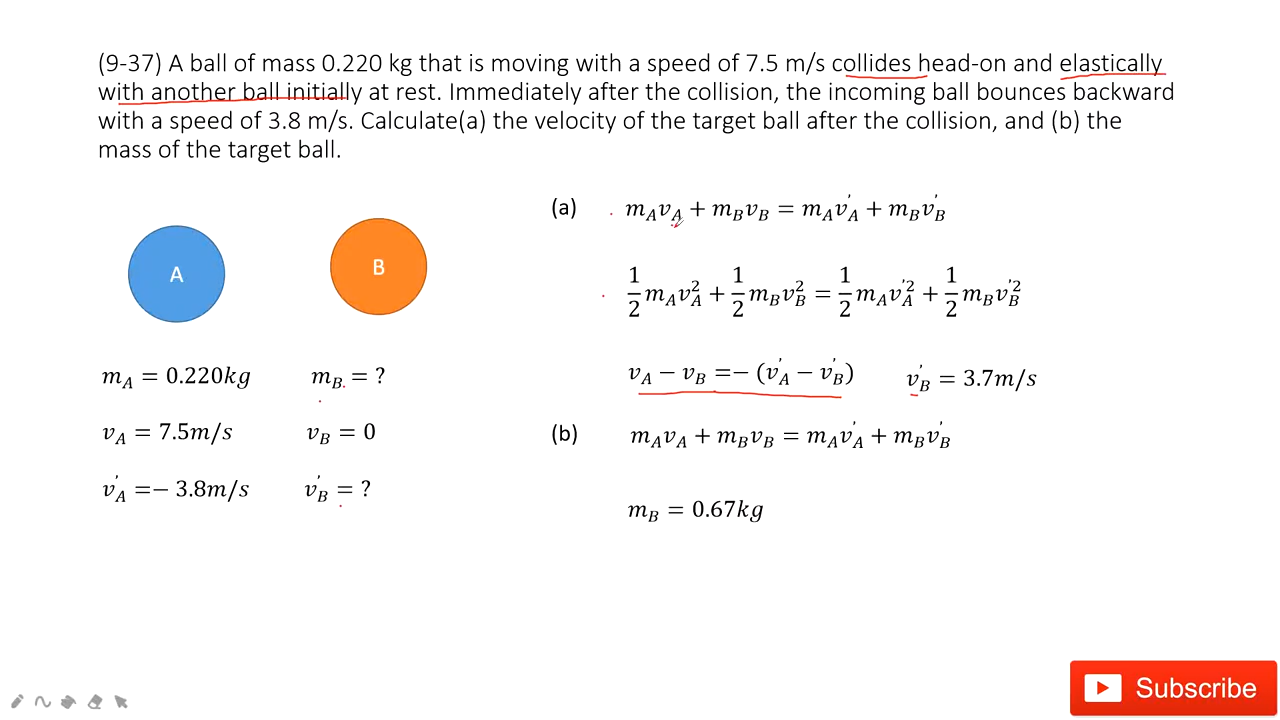 (9-37) A ball of mass 0.220 kg that is moving with a speed of 7.5 m/s collides head-on and elastically
with another ball initially at rest. Immediately after the collision, the incoming ball bounces backward
with a speed of 3.8 m/s. Calculate(a) the velocity of the target ball after the collision, and (b) the
mass of the target ball.
A
B
m_A = 0.220kg
m_B = ?
v_A = 7.5m/s
v_B = 0
v'_A =− 3.8m/s
v'_B = ?
(a) m_A v_A + m_B v_B = m_A v'_A + m_B v'_B
1/2 m_A v_A^2 + 1/2 m_B v_B^2 = 1/2 m_A v'_A^2 + 1/2 m_B v'_B^2
v_A − v_B =− (v'_A − v'_B) v'_B = 3.7m/s
(b) m_A v_A + m_B v_B = m_A v'_A + m_B v'_B
m_B = 0.67kg
Subscribe